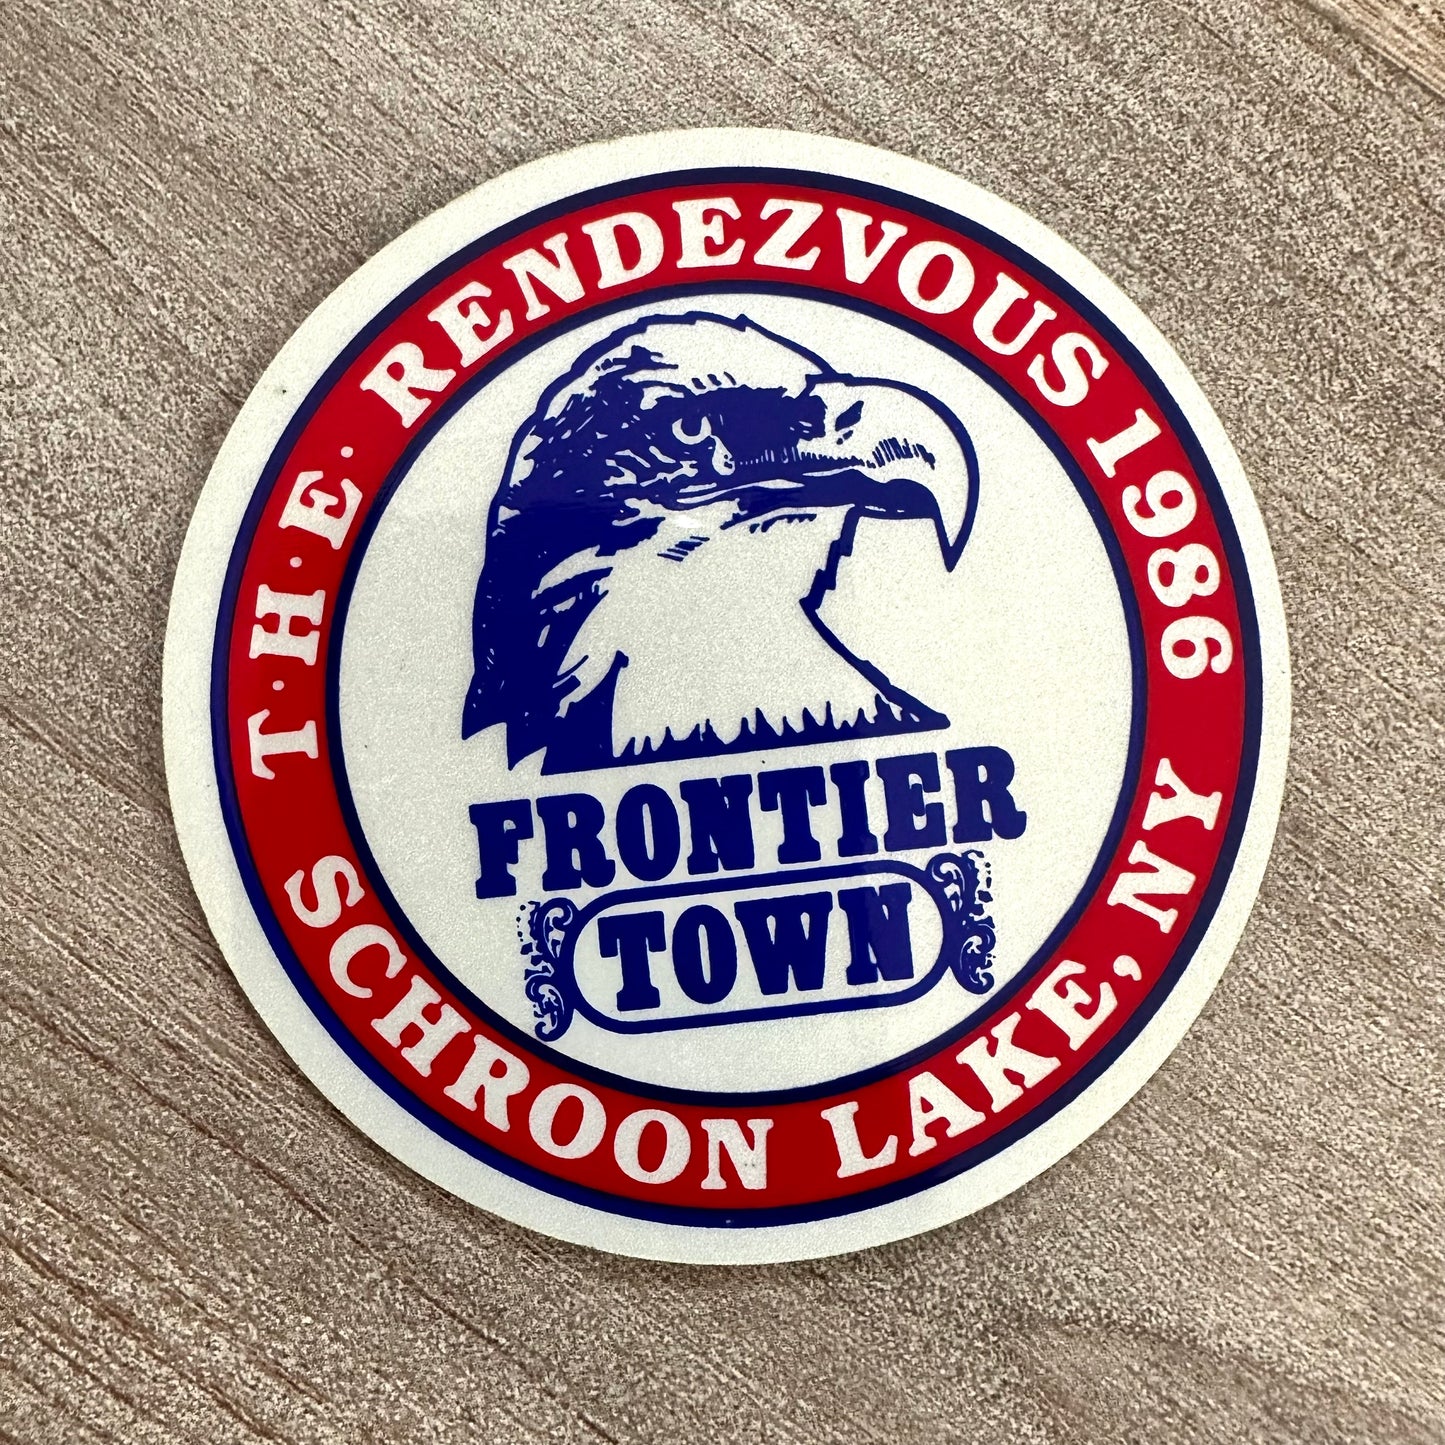 T·H·E· RENDEZVOUS 1986
FRONTIER
TOWN
SCHROON LAKE, NY